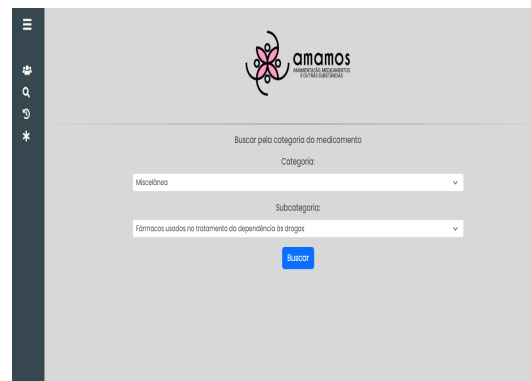 amamos
AMAMENTAÇÃO, MEDICAMENTOS
E OUTRAS SUBSTÂNCIAS
Buscar pela categoria do medicamento
Categoria:
Miscelânea
Subcategoria:
Fármacos usados no tratamento da dependência às drogas
Buscar